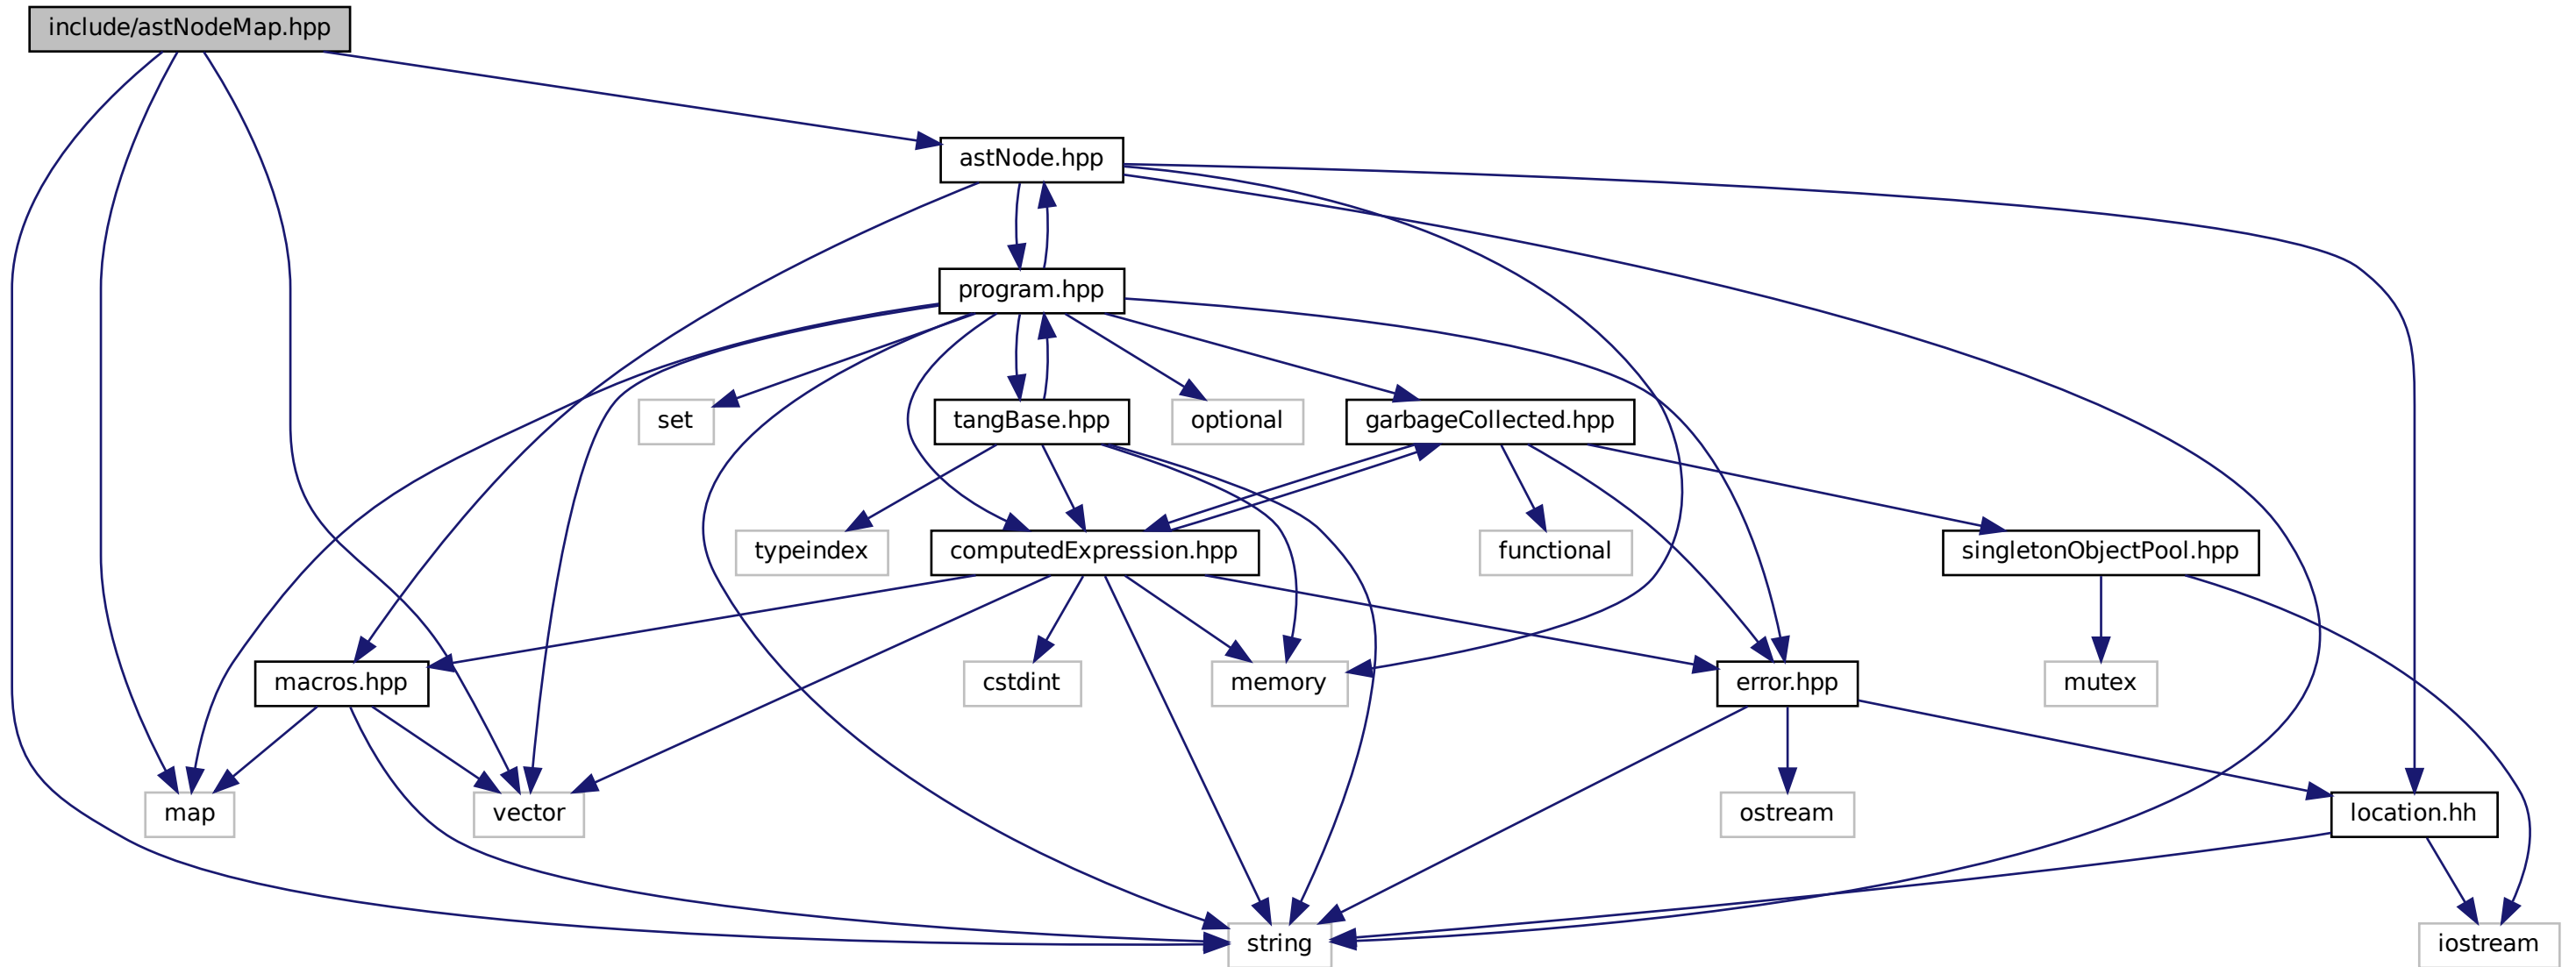 include/astNodeMap.hpp
astNode.hpp
program.hpp
set
tangBase.hpp
optional
garbageCollected.hpp
typeindex
computedExpression.hpp
functional
singletonObjectPool.hpp
macros.hpp
cstdint
memory
error.hpp
mutex
map
vector
ostream
location.hh
string
iostream